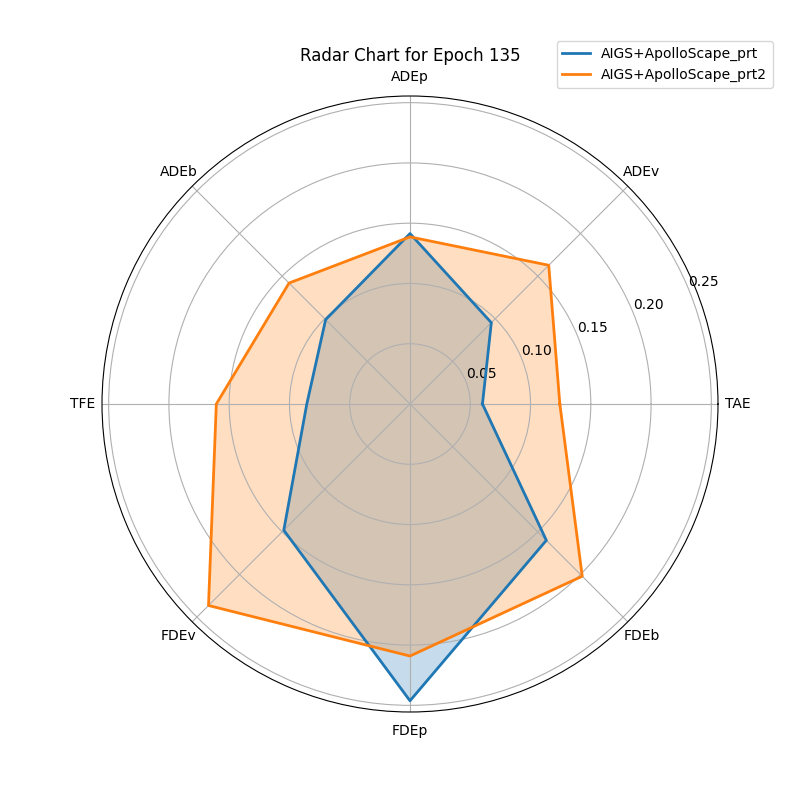 Radar Chart for Epoch 135
AIGS+ApolloScape_prt
AIGS+ApolloScape_prt2
ADEp
ADEb
ADEv
0.25
0.20
0.15
0.10
0.05
TFE
TAE
FDEv
FDEb
FDEp